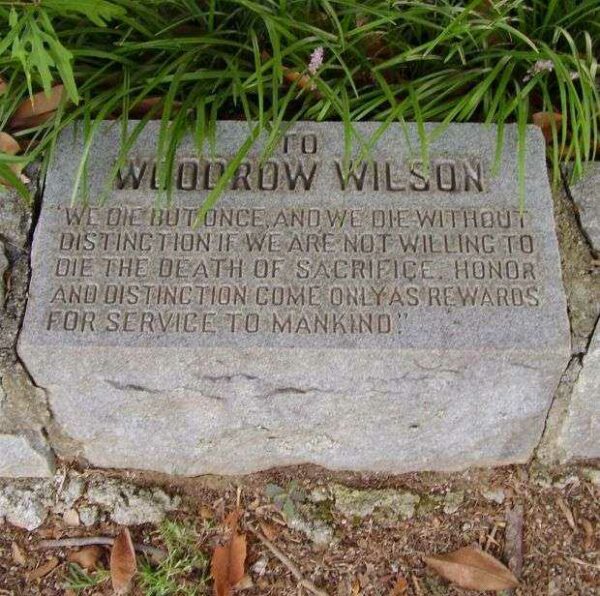 TO
WOODROW WILSON
"WE DIE BUT ONCE, AND WE DIE WITHOUT
DISTINCTION IF WE ARE NOT WILLING TO
DIE THE DEATH OF SACRIFICE. HONOR
AND DISTINCTION COME ONLY AS REWARDS
FOR SERVICE TO MANKIND."